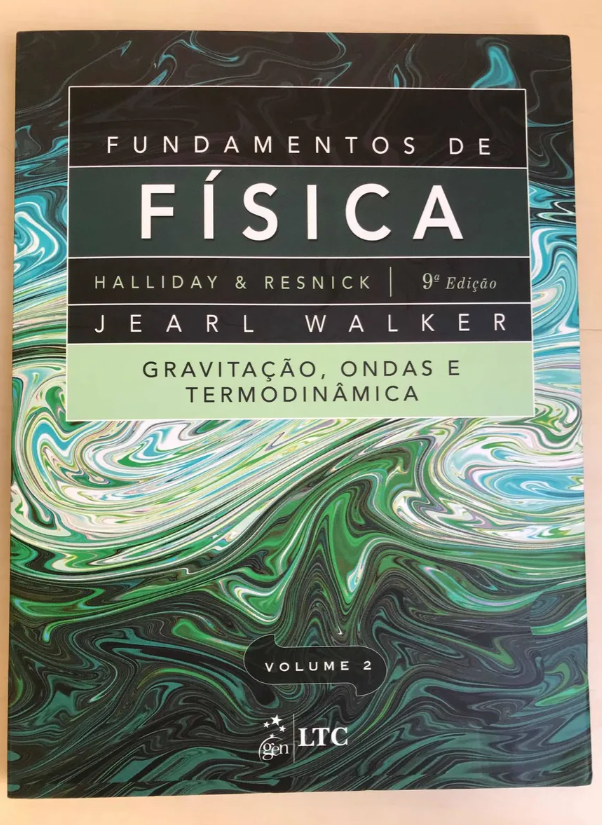 FUNDAMENTOS DE
FÍSICA
HALLIDAY & RESNICK | 9ª Edição
JEARL WALKER
GRAVITAÇÃO, ONDAS E
TERMODINÂMICA
VOLUME 2
gen | LTC